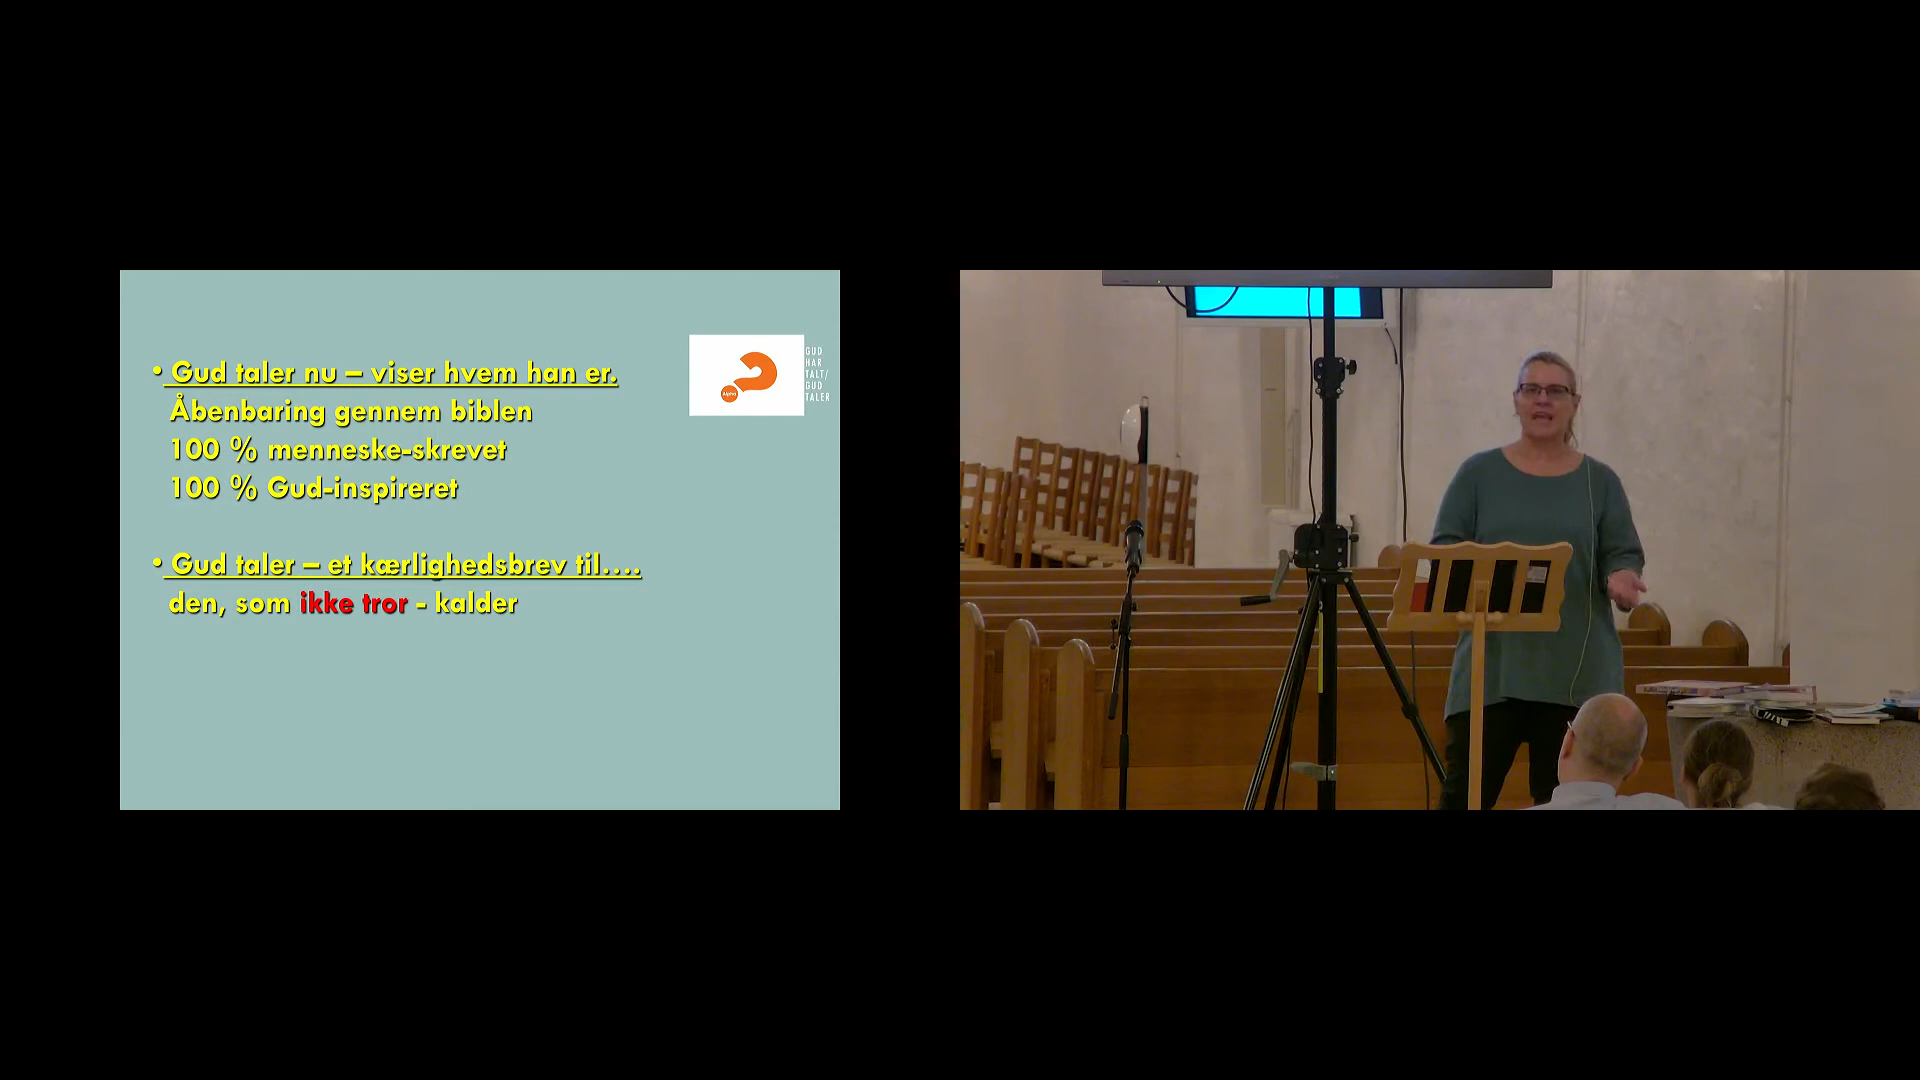 • Gud taler nu – viser hvem han er.
Åbenbaring gennem biblen
100 % menneske-skrevet
100 % Gud-inspireret
• Gud taler – et kærlighedsbrev til….
den, som ikke tror - kalder
Alpha
GUD
HAR
TALT/
GUD
TALER